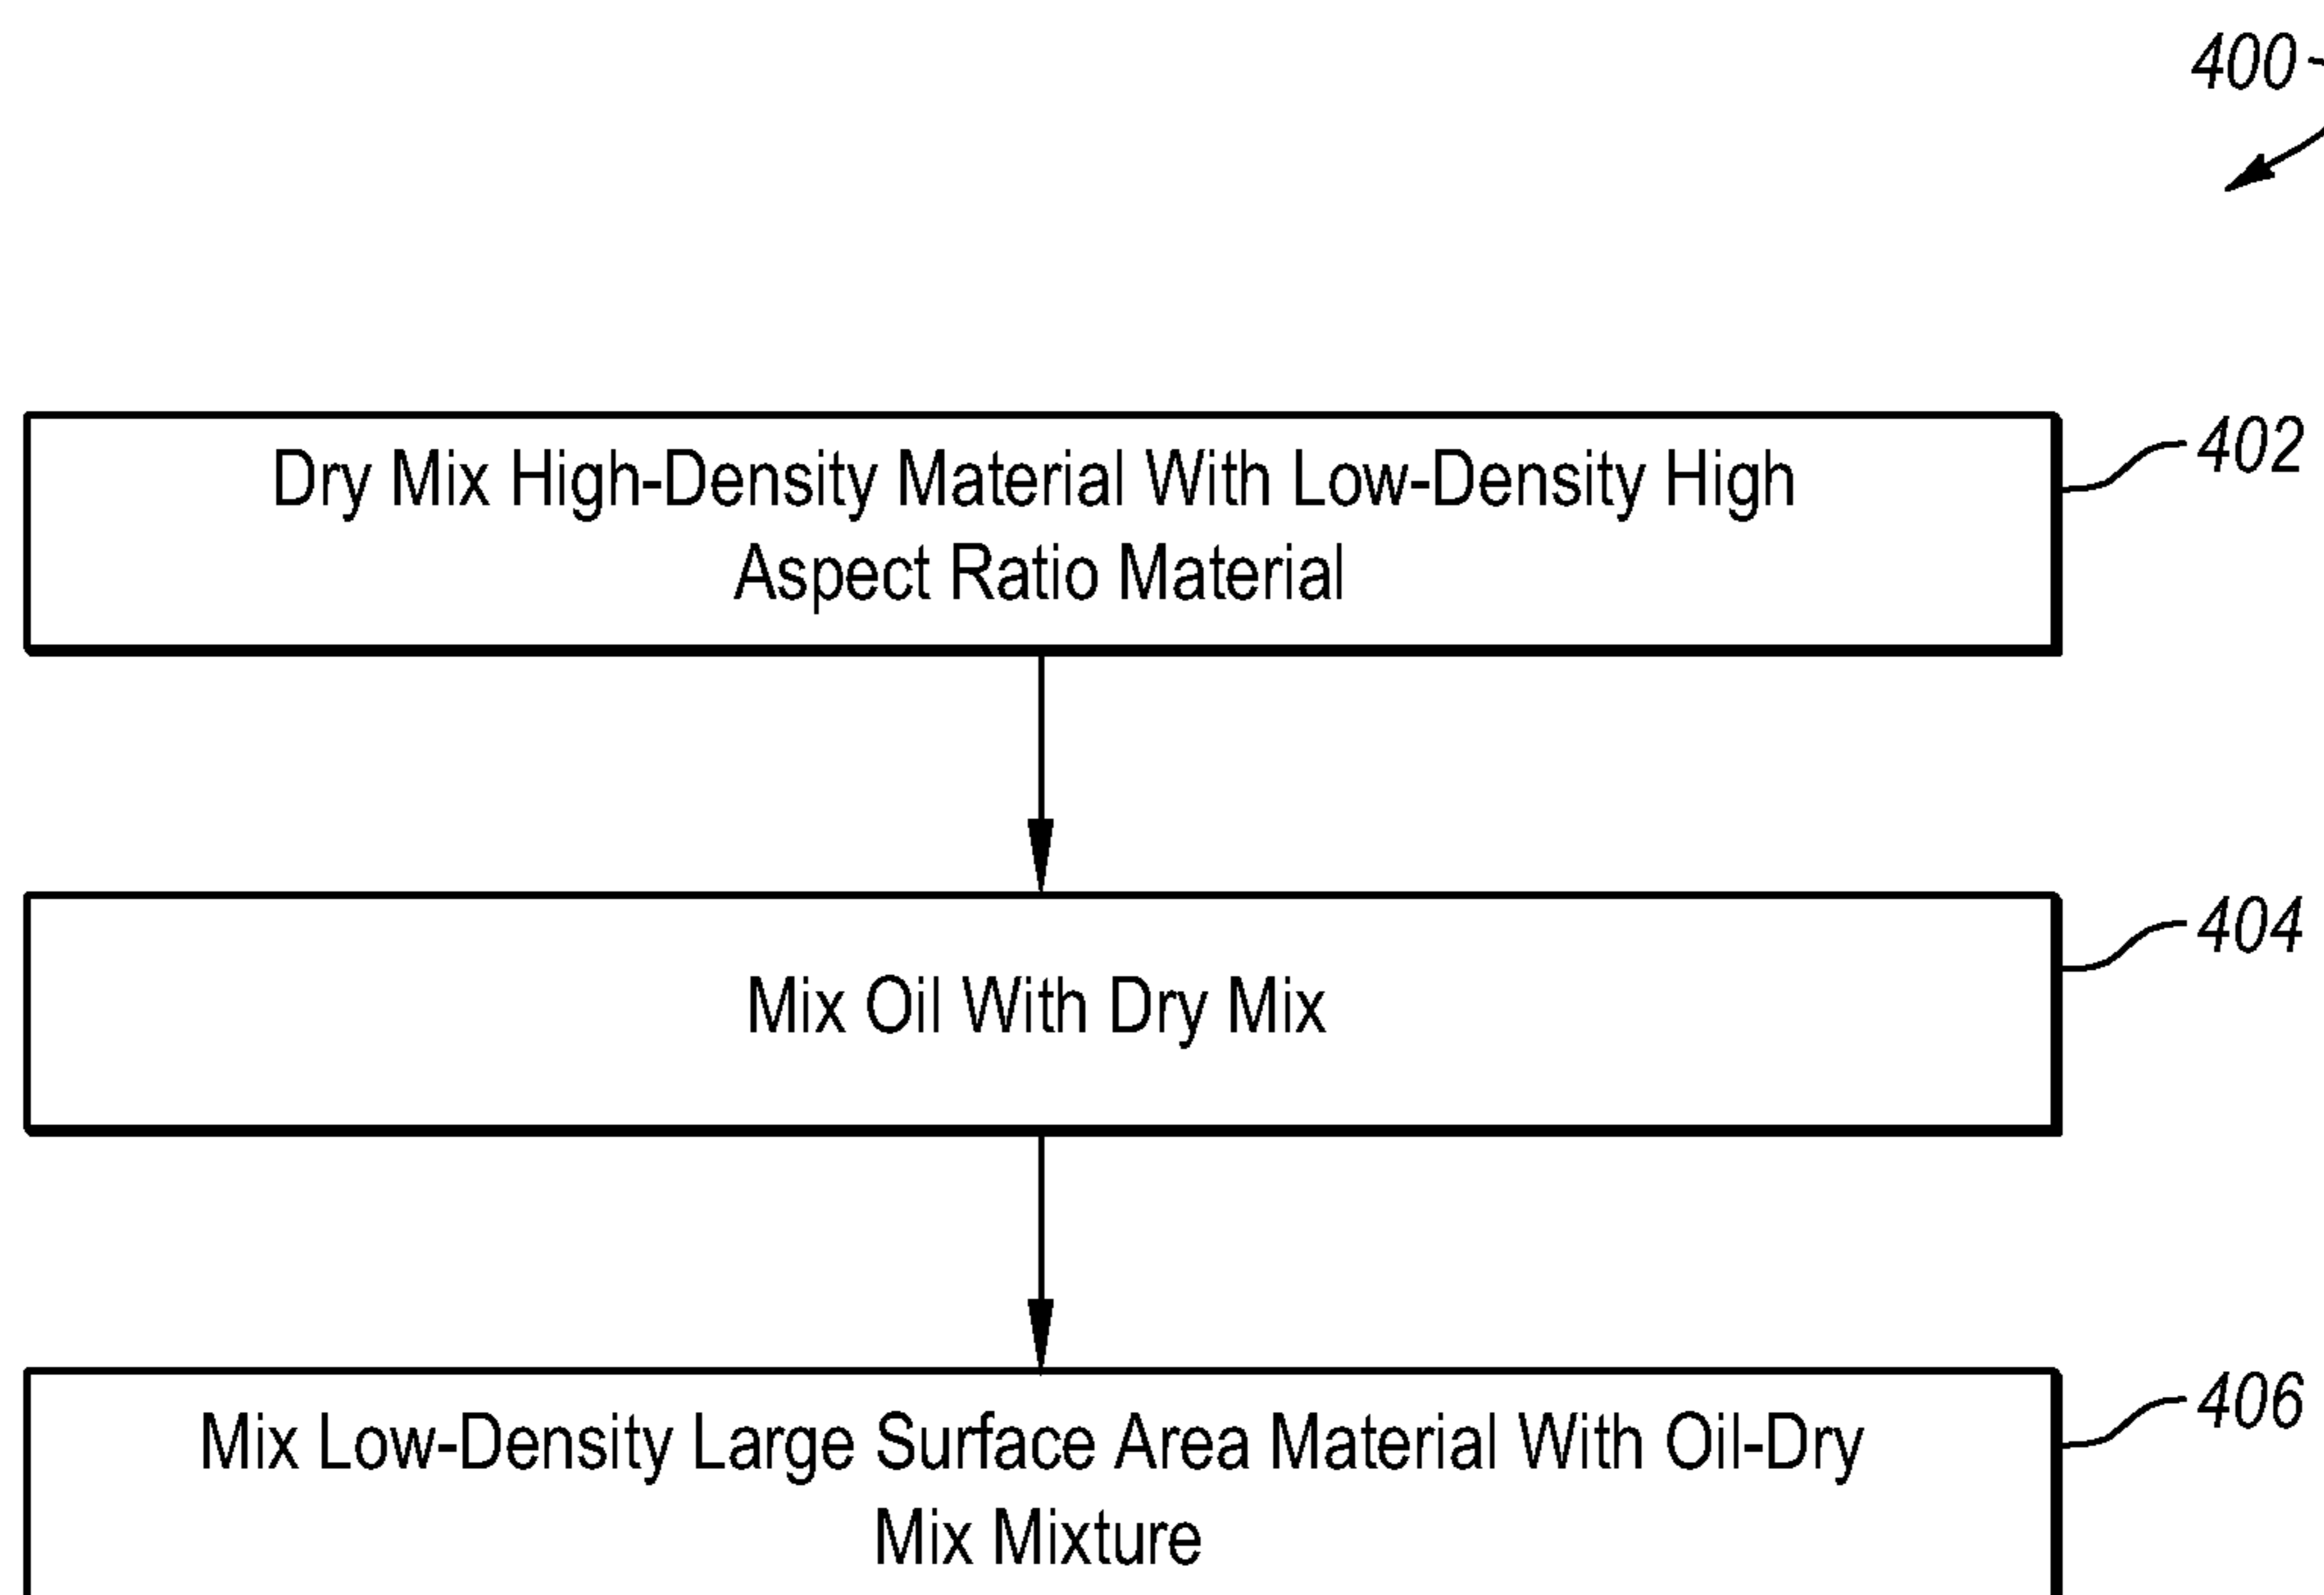 400
Dry Mix High-Density Material With Low-Density High
Aspect Ratio Material
402
Mix Oil With Dry Mix
404
Mix Low-Density Large Surface Area Material With Oil-Dry
Mix Mixture
406